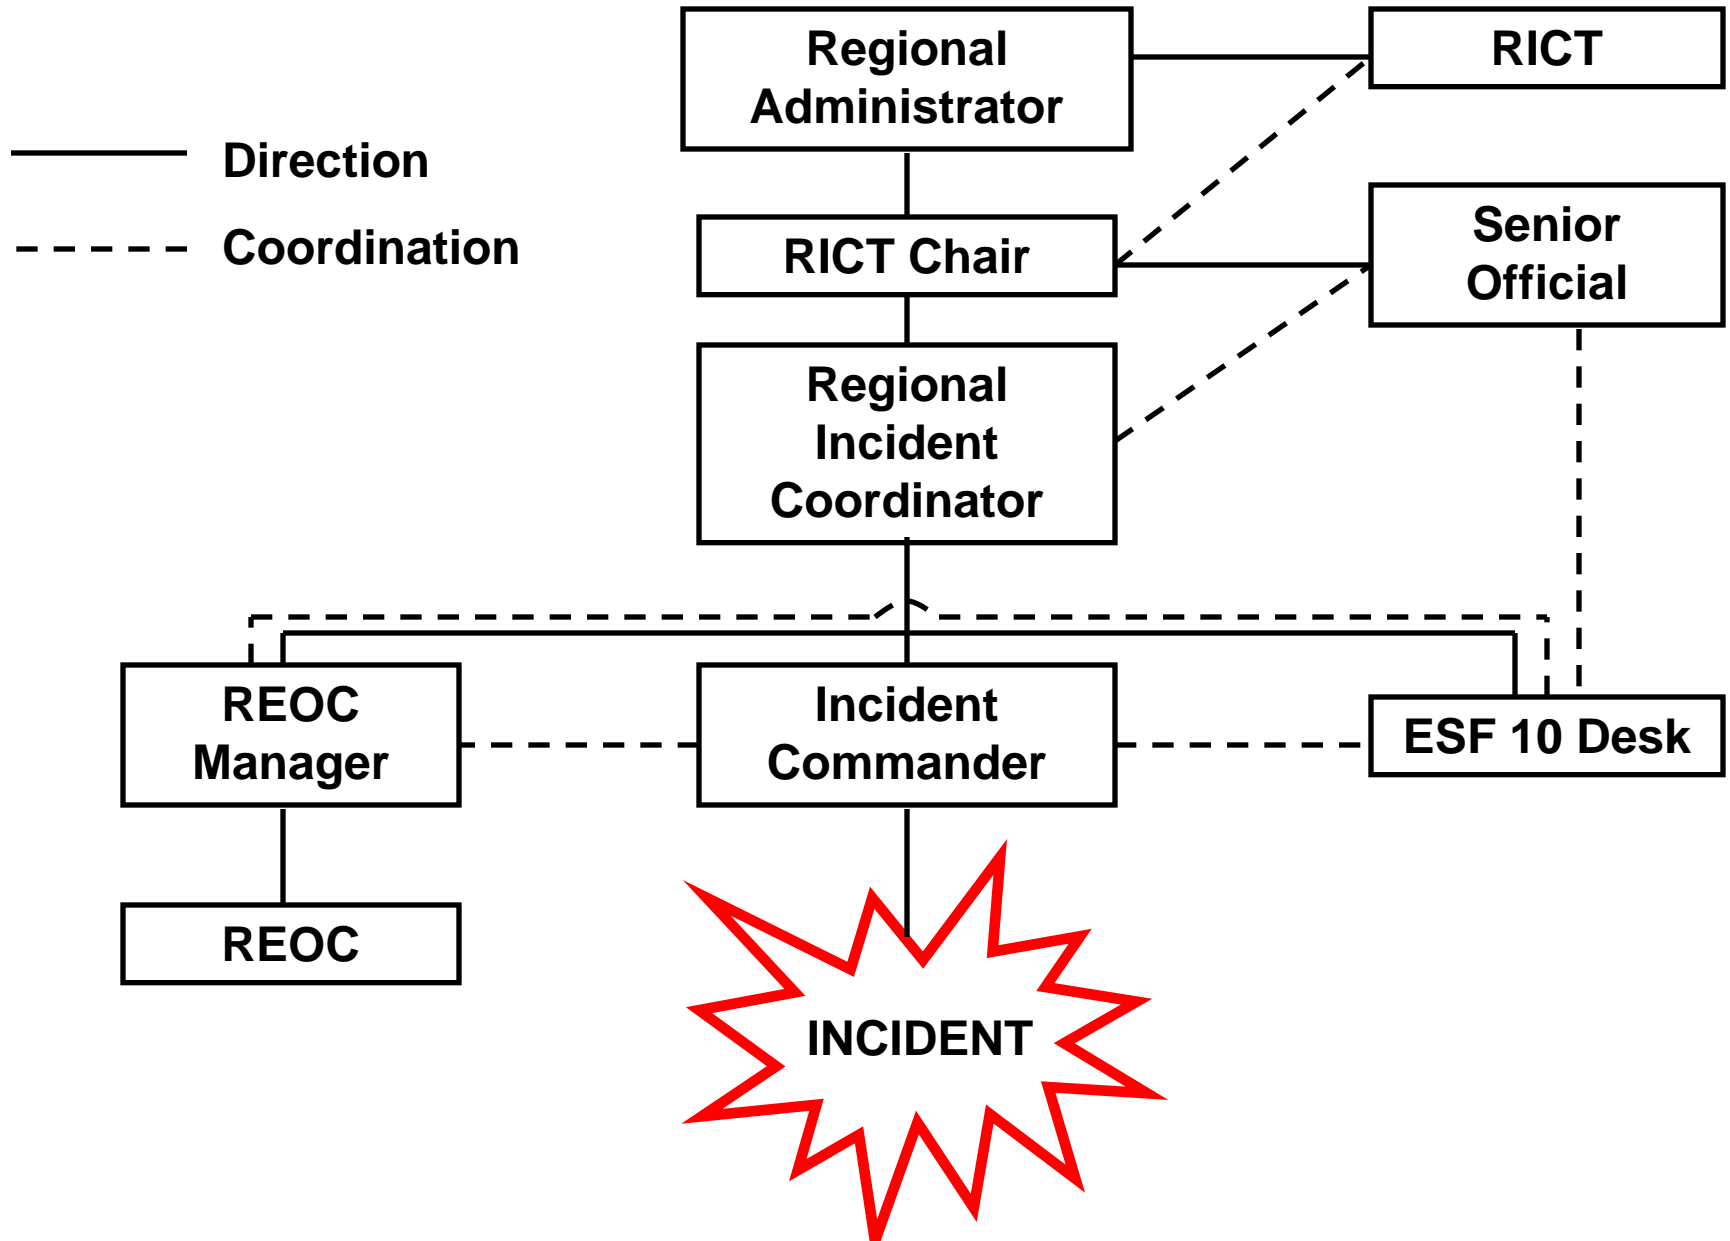 Regional
Administrator
RICT
Direction
Coordination
RICT Chair
Senior
Official
Regional
Incident
Coordinator
REOC
Manager
Incident
Commander
ESF 10 Desk
REOC
INCIDENT